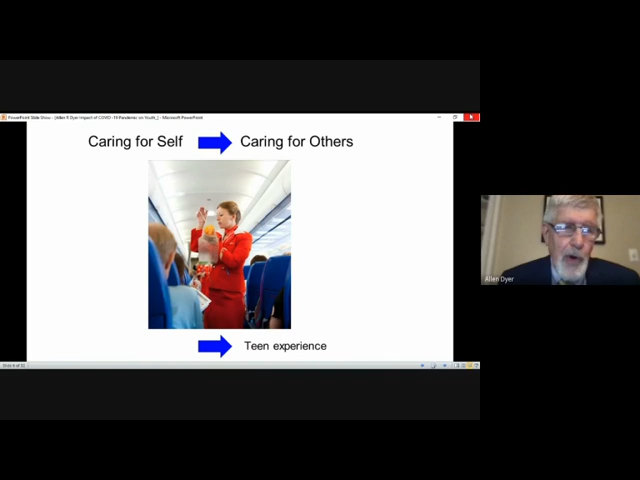 PowerPoint Slide Show - [Allen R Dyer Impact of COVID -19 Pandemic on Youth_] - Microsoft PowerPoint
Caring for Self
Caring for Others
Allen Dyer
Teen experience